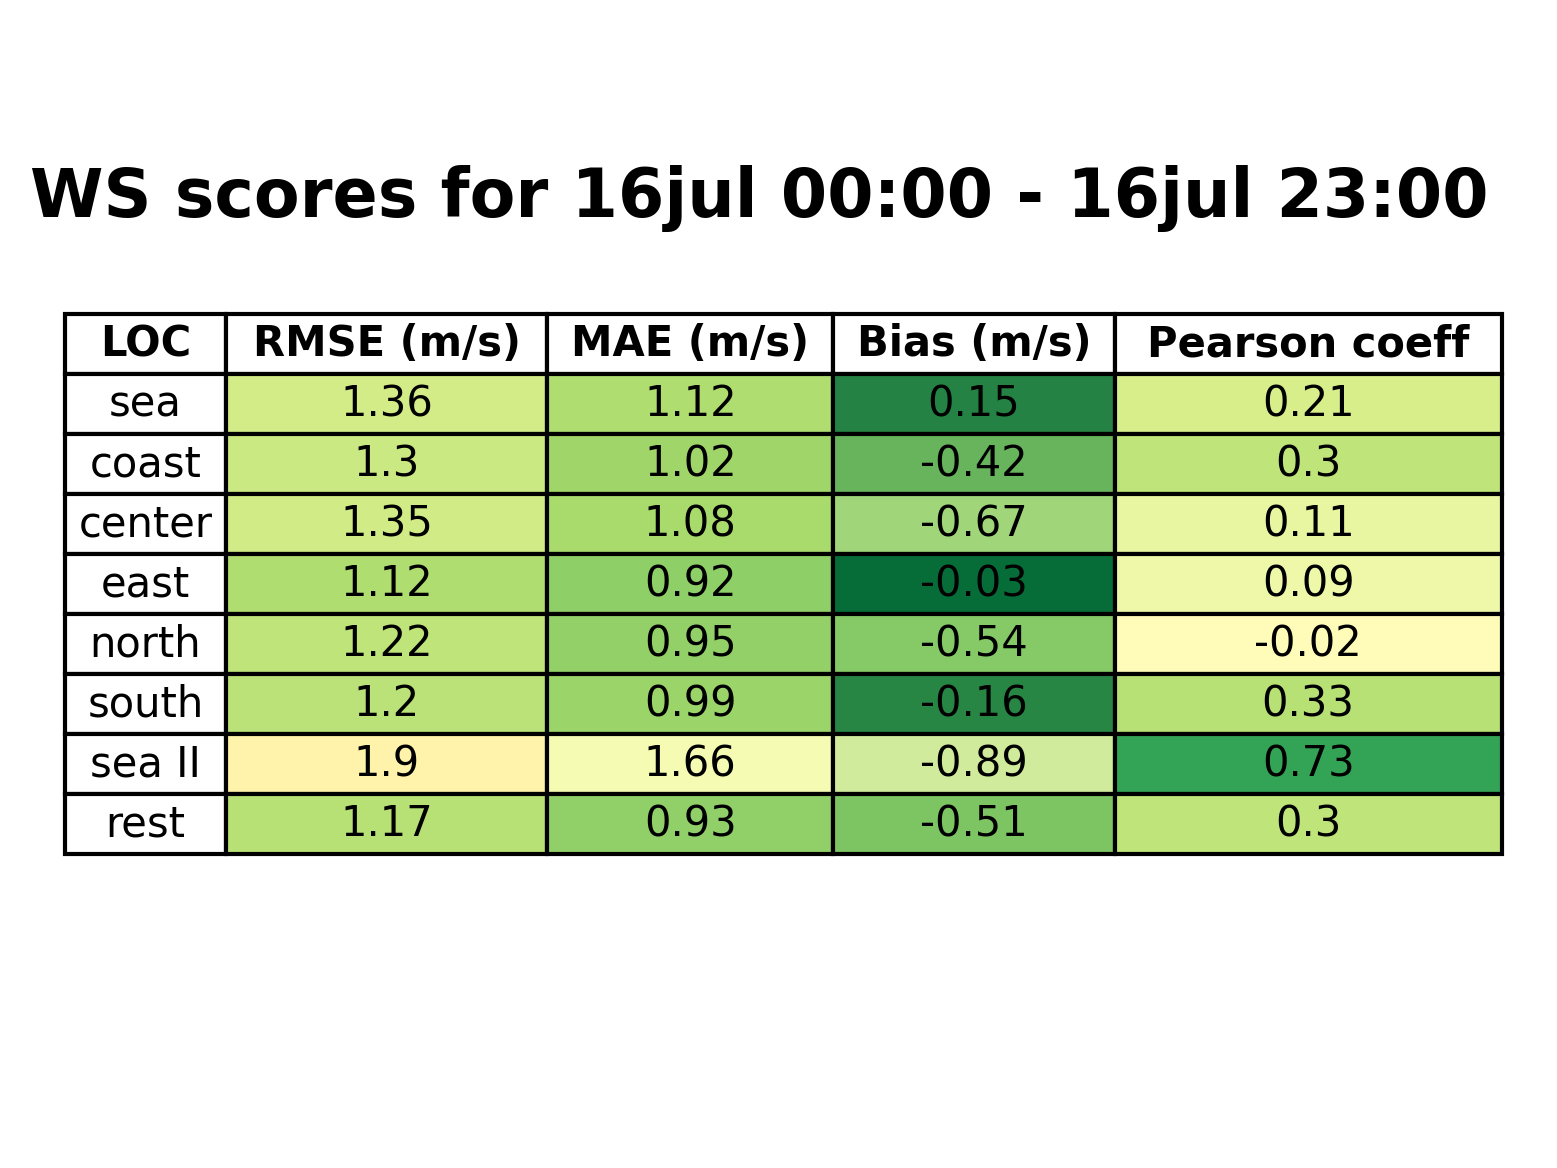 WS scores for 16jul 00:00 - 16jul 23:00
LOC RMSE (m/s) MAE (m/s) Bias (m/s) Pearson coeff
sea 1.36 1.12 0.15 0.21
coast 1.3 1.02 -0.42 0.3
center 1.35 1.08 -0.67 0.11
east 1.12 0.92 -0.03 0.09
north 1.22 0.95 -0.54 -0.02
south 1.2 0.99 -0.16 0.33
sea II 1.9 1.66 -0.89 0.73
rest 1.17 0.93 -0.51 0.3